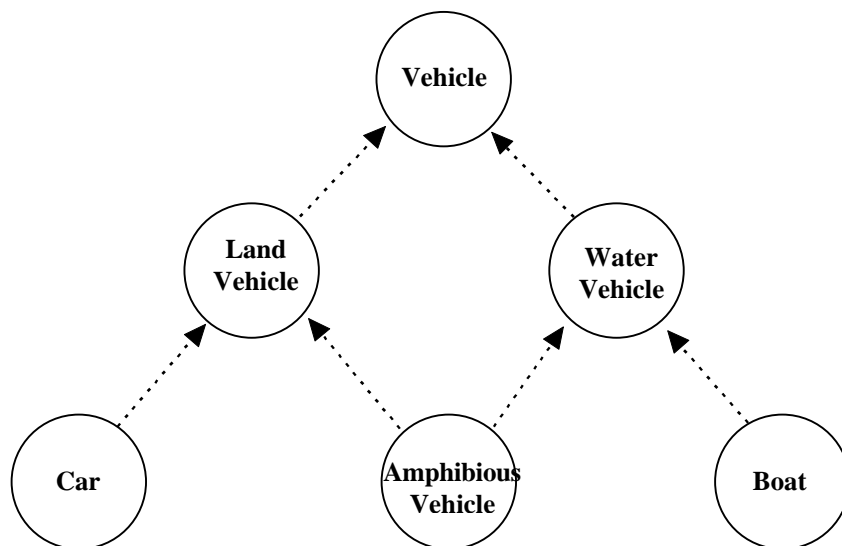 Vehicle
Land
Vehicle
Water
Vehicle
Car
Amphibious
Vehicle
Boat